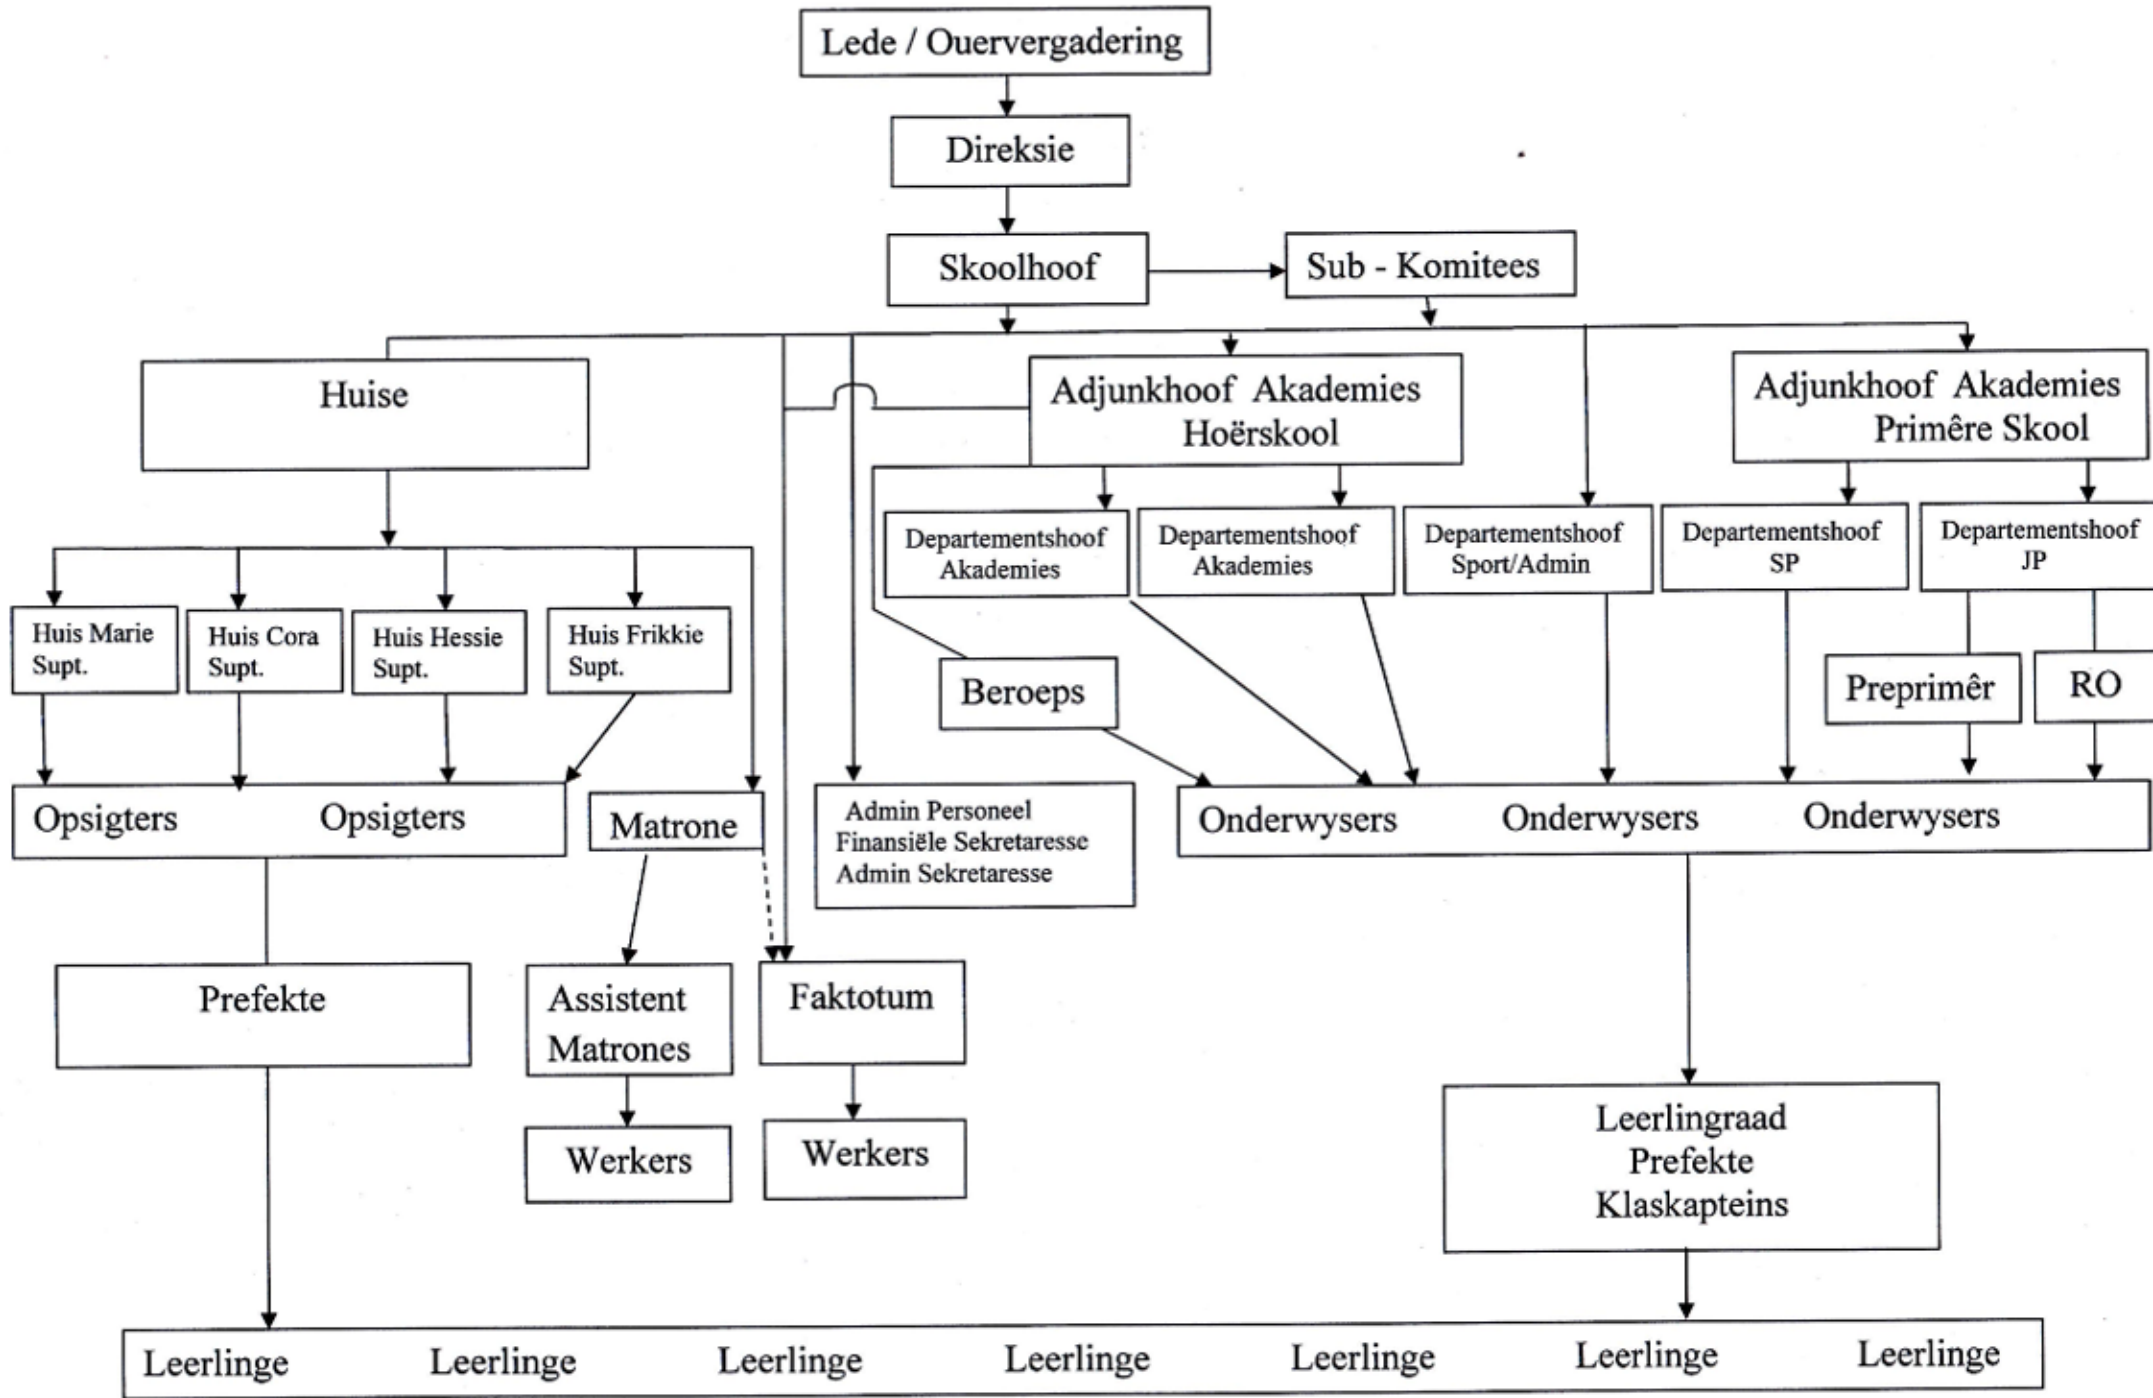 Lede / Ouervergadering
Direksie
Skoolhoof
Sub - Komitees
Huise
Adjunkhoof Akademies
Hoërskool
Adjunkhoof Akademies
Primêre Skool
Departementshoof
Akademies
Departementshoof
Akademies
Departementshoof
Sport/Admin
Departementshoof
SP
Departementshoof
JP
Huis Marie
Supt.
Huis Cora
Supt.
Huis Hessie
Supt.
Huis Frikkie
Supt.
Beroeps
Preprimêr
RO
Opsigters Opsigters
Matrone
Admin Personeel
Finansiële Sekretaresse
Admin Sekretaresse
Onderwysers Onderwysers Onderwysers
Prefekte
Assistent
Matrones
Faktotum
Werkers
Werkers
Leerlingraad
Prefekte
Klaskapteins
Leerlinge Leerlinge Leerlinge Leerlinge Leerlinge Leerlinge Leerlinge